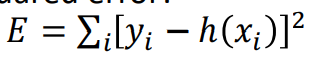 E = ∑ᵢ[yᵢ − h(xᵢ)]²